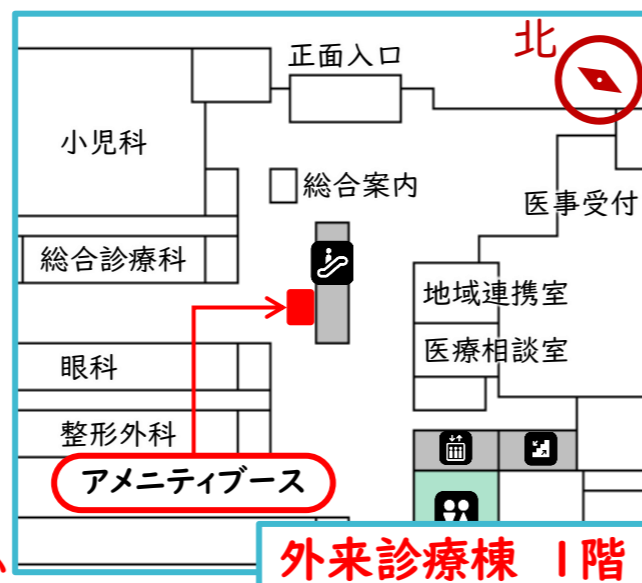 北
正面入口
小児科
総合案内
医事受付
総合診療科
地域連携室
医療相談室
眼科
整形外科
アメニティブース
外来診療棟 1階